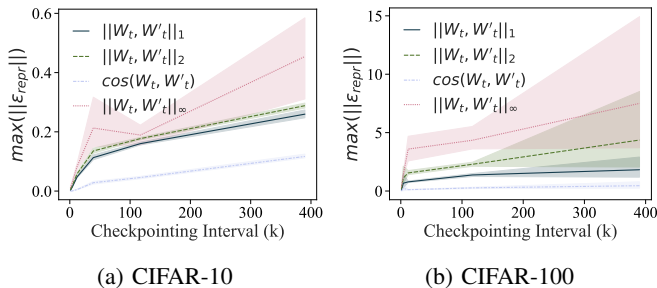 max(||ε_repr||)
0.6
0.4
0.2
0.0
||W_t, W'_t||_1
||W_t, W'_t||_2
cos(W_t, W'_t)
||W_t, W'_t||_∞
0 100 200 300 400
Checkpointing Interval (k)
(a) CIFAR-10
max(||ε_repr||)
15
10
5
0
||W_t, W'_t||_1
||W_t, W'_t||_2
cos(W_t, W'_t)
||W_t, W'_t||_∞
0 100 200 300 400
Checkpointing Interval (k)
(b) CIFAR-100